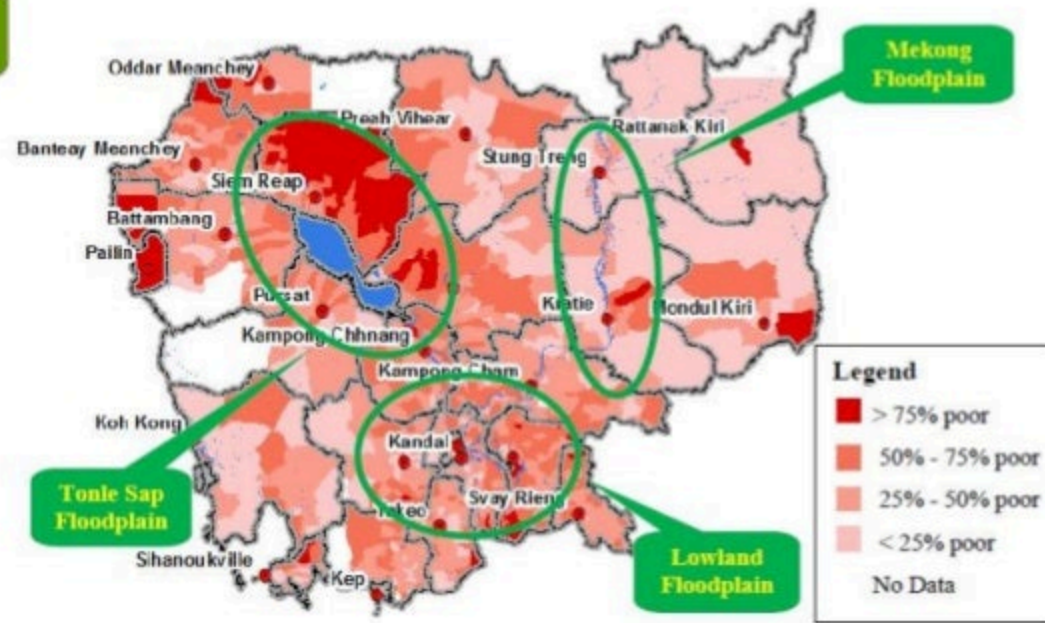 Mekong
Floodplain
Oddar Meanchey
Preah Vihear
Rattanak Kiri
Banteay Meanchey
Stung Treng
Siem Reap
Battambang
Pailin
Pursat
Kratie
Mondul Kiri
Kampong Chhnang
Kampong Cham
Koh Kong
Kandal
Svay Rieng
Takeo
Tonle Sap
Floodplain
Sihanoukville
Kep
Lowland
Floodplain
Legend
> 75% poor
50% - 75% poor
25% - 50% poor
< 25% poor
No Data